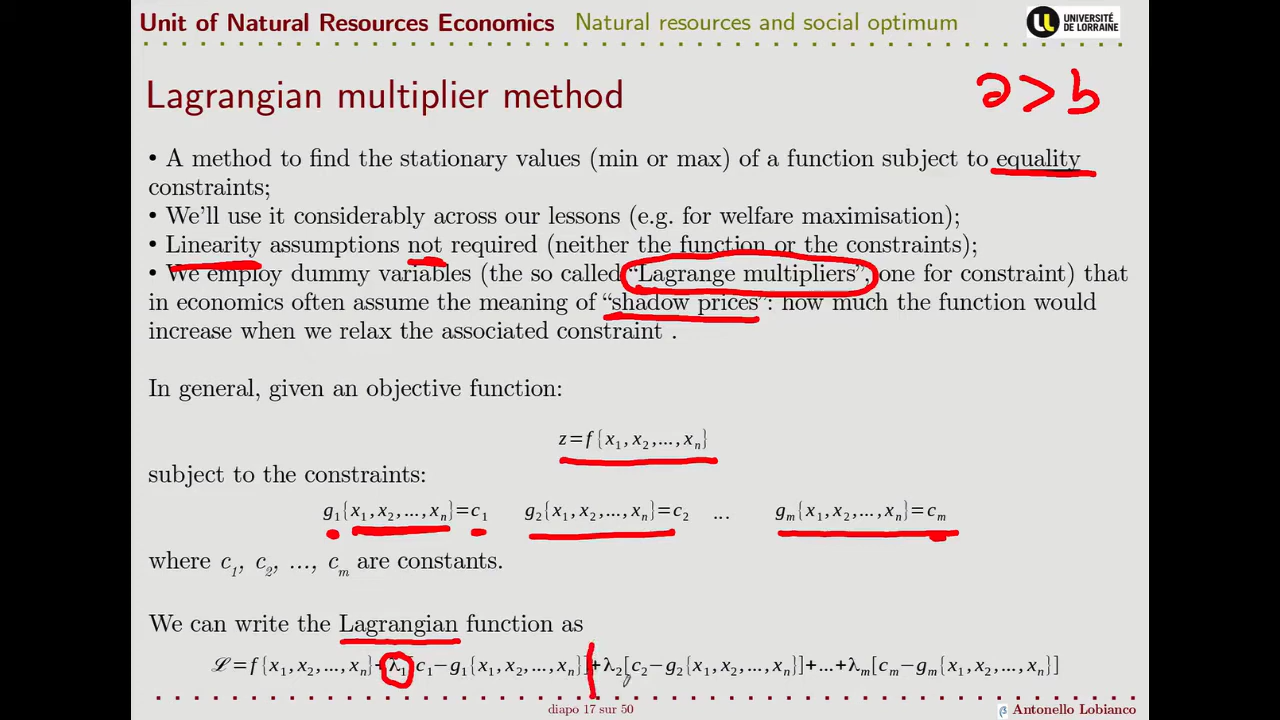 Unit of Natural Resources Economics Natural resources and social optimum
UNIVERSITÉ
DE LORRAINE
Lagrangian multiplier method
a > b
• A method to find the stationary values (min or max) of a function subject to equality
constraints;
• We'll use it considerably across our lessons (e.g. for welfare maximisation);
• Linearity assumptions not required (neither the function or the constraints);
• We employ dummy variables (the so called “Lagrange multipliers”, one for constraint) that
in economics often assume the meaning of “shadow prices”: how much the function would
increase when we relax the associated constraint .
In general, given an objective function:
z=f{x₁,x₂,...,xₙ}
subject to the constraints:
g₁{x₁,x₂,...,xₙ}=c₁ g₂{x₁,x₂,...,xₙ}=c₂ ... gₘ{x₁,x₂,...,xₙ}=cₘ
where c₁, c₂, ..., cₘ are constants.
We can write the Lagrangian function as
ℒ=f{x₁,x₂,...,xₙ}+λ₁[c₁−g₁{x₁,x₂,...,xₙ}]+λ₂[c₂−g₂{x₁,x₂,...,xₙ}]+...+λₘ[cₘ−gₘ{x₁,x₂,...,xₙ}]
diapo 17 sur 50
β Antonello Lobianco